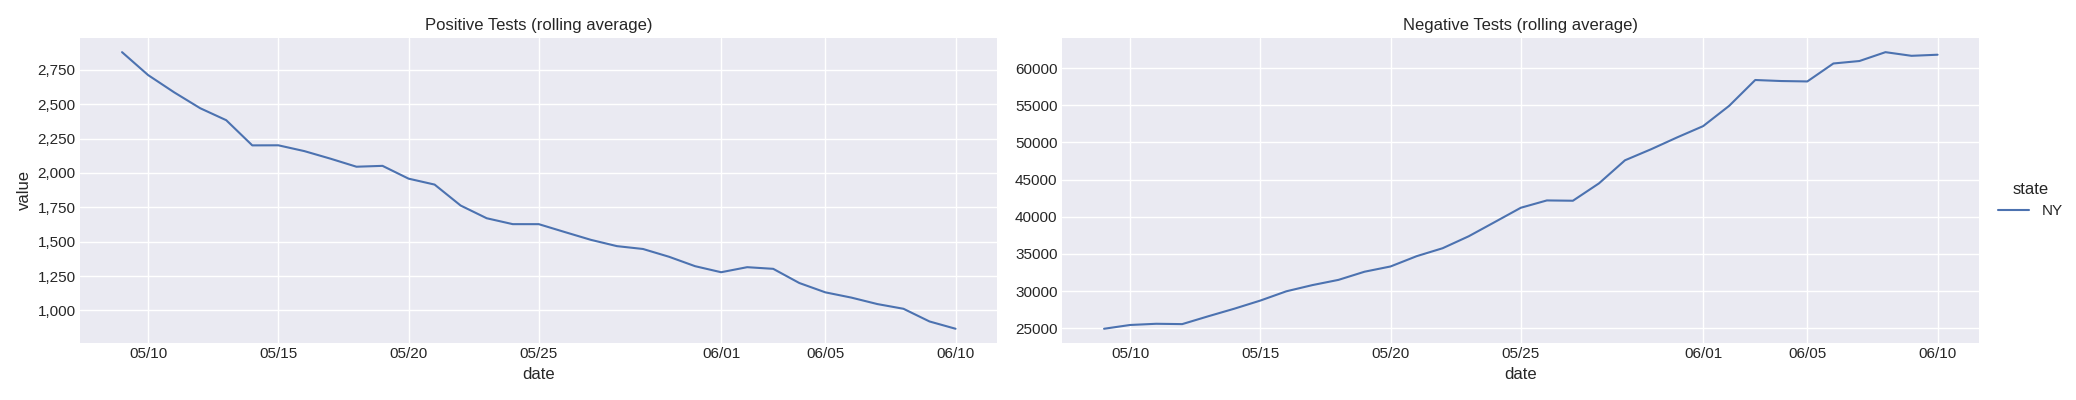 Positive Tests (rolling average)
value
2,750
2,500
2,250
2,000
1,750
1,500
1,250
1,000
05/10 05/15 05/20 05/25 06/01 06/05 06/10
date
Negative Tests (rolling average)
60000
55000
50000
45000
40000
35000
30000
25000
05/10 05/15 05/20 05/25 06/01 06/05 06/10
date
state
NY